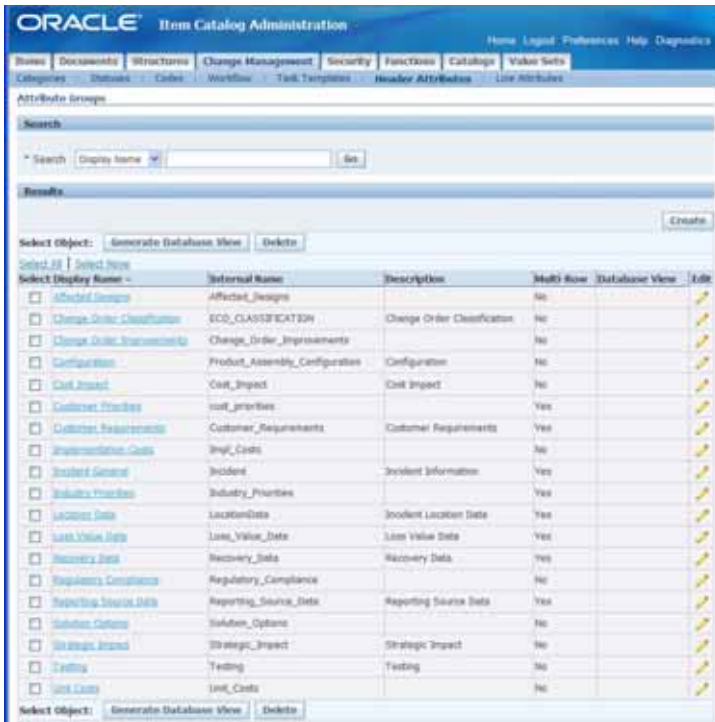 ORACLE Item Catalog Administration
Home Logout Preferences Help Diagnostics
Items Documents Structures Change Management Security Functions Catalogs Value Sets
Categories Statuses Codes Workflow Task Templates Header Attributes Line Attributes
Attribute Groups
Search
* Search Display Name Go
Results
Create
Select Object: Generate Database View Delete
Select All | Select None
Select Display Name Internal Name Description Multi-Row Database View Edit
Affected Designs Affected_Designs No
Change Order Classification ECO_CLASSIFICATION Change Order Classification No
Change Order Improvements Change_Order_Improvements No
Configuration Product_Assembly_Configuration Configuration No
Cost Impact Cost_Impact Cost Impact No
Customer Priorities cust_priorities Yes
Customer Requirements Customer_Requirements Customer Requirements Yes
Implementation Costs Impl_Costs No
Incident General Incident Incident Information Yes
Industry Priorities Industry_Priorities Yes
Location Data LocationData Incident Location Data Yes
Loss Value Data Loss_Value_Data Loss Value Data Yes
Recovery Data Recovery_Data Recovery Data Yes
Regulatory Compliance Regulatory_Compliance No
Reporting Source Data Reporting_Source_Data Reporting Source Data Yes
Solution Options Solution_Options No
Strategic Impact Strategic_Impact Strategic Impact No
Testing Testing Testing No
Unit Costs Unit_Costs No
Select Object: Generate Database View Delete